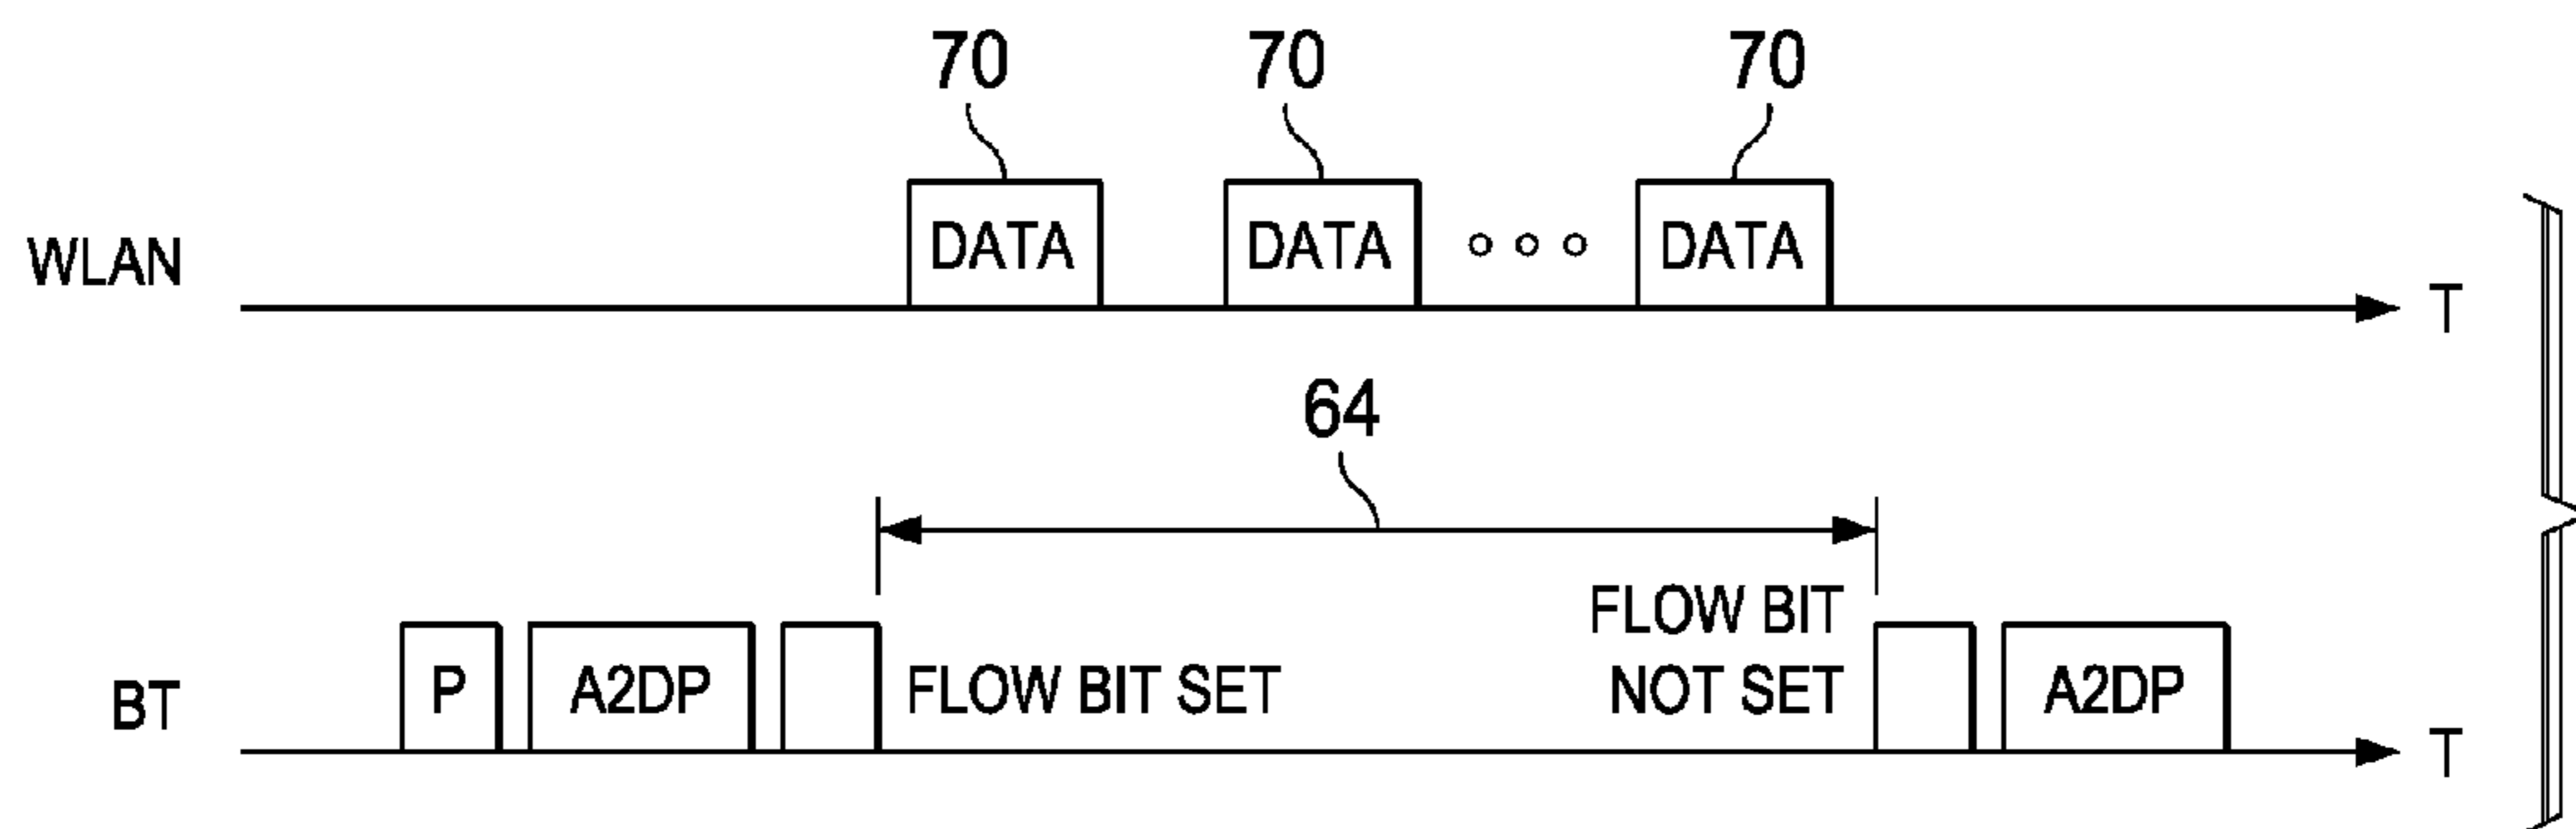 70 70 70
WLAN DATA DATA DATA T
64
FLOW BIT
BT P A2DP FLOW BIT SET NOT SET A2DP T